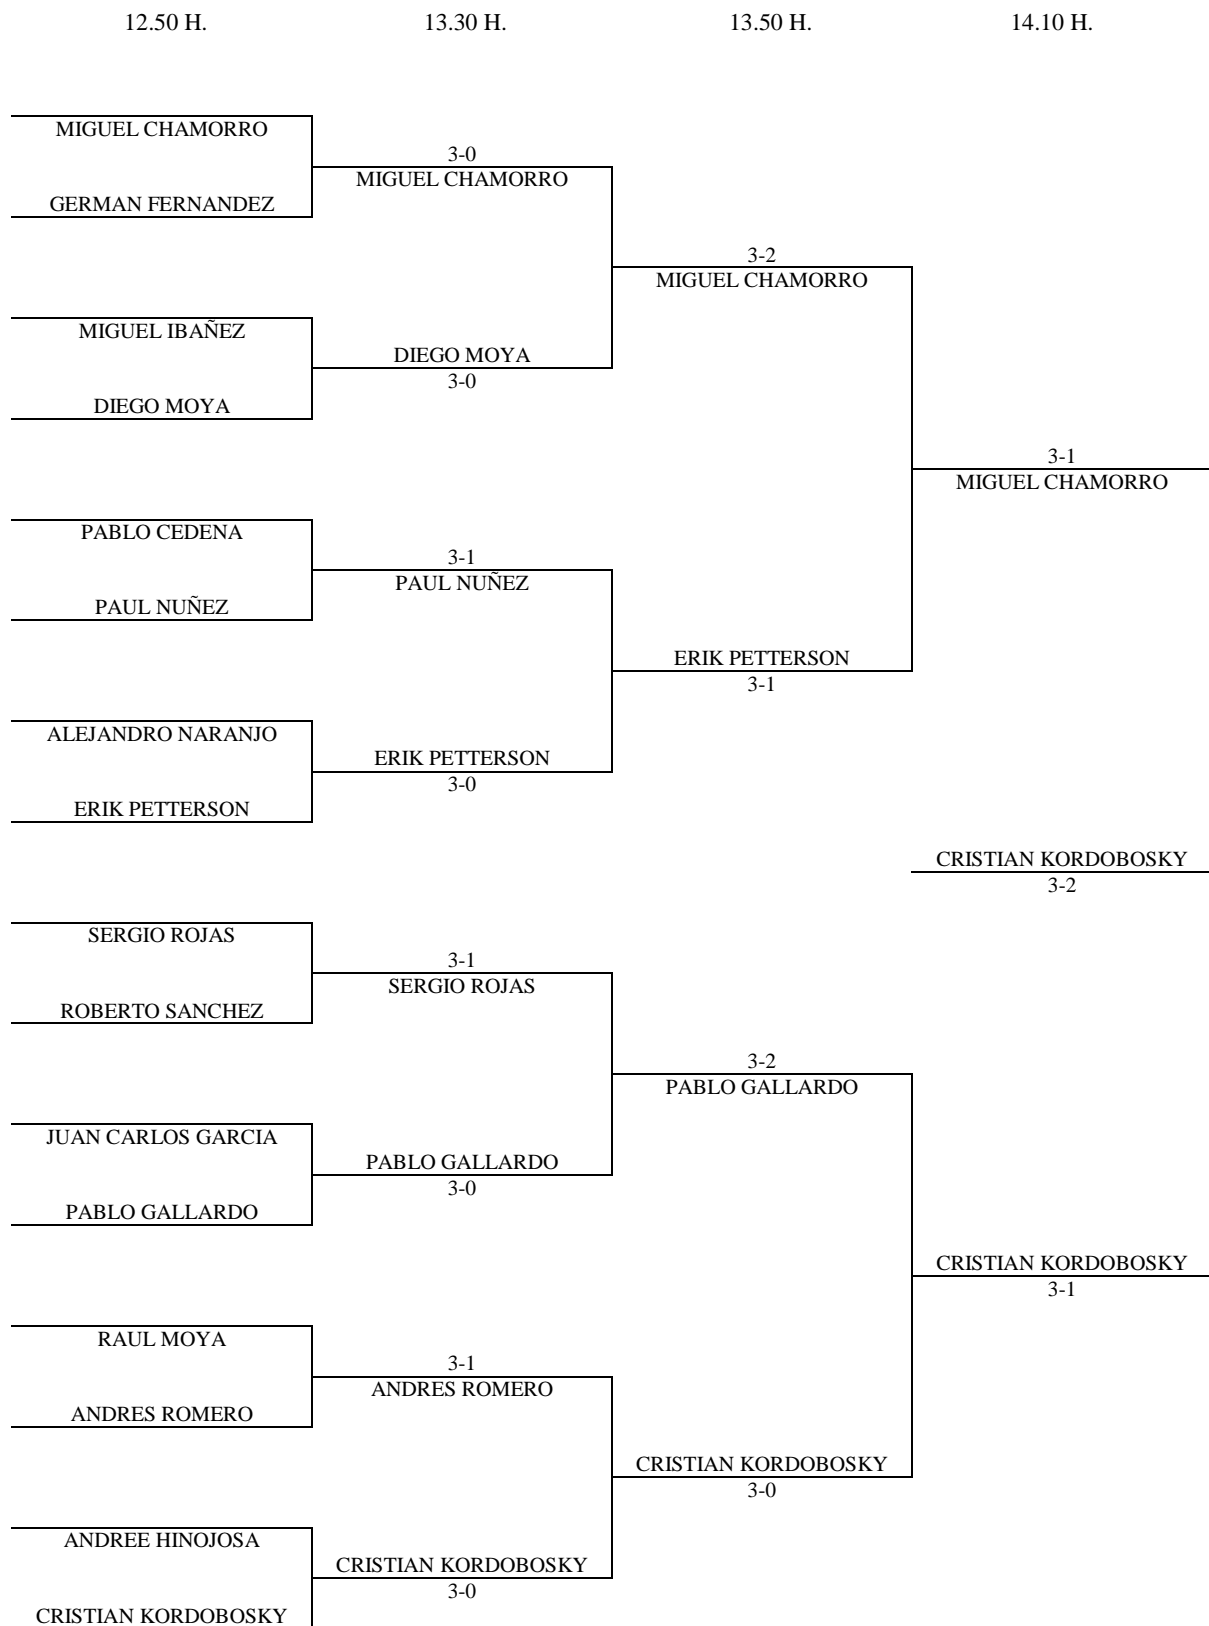 12.50 H.
13.30 H.
13.50 H.
14.10 H.
MIGUEL CHAMORRO
3-0
MIGUEL CHAMORRO
GERMAN FERNANDEZ
3-2
MIGUEL CHAMORRO
MIGUEL IBAÑEZ
DIEGO MOYA
3-0
DIEGO MOYA
3-1
MIGUEL CHAMORRO
PABLO CEDENA
3-1
PAUL NUÑEZ
PAUL NUÑEZ
ERIK PETTERSON
3-1
ALEJANDRO NARANJO
ERIK PETTERSON
3-0
ERIK PETTERSON
CRISTIAN KORDOBOSKY
3-2
SERGIO ROJAS
3-1
SERGIO ROJAS
ROBERTO SANCHEZ
3-2
PABLO GALLARDO
JUAN CARLOS GARCIA
PABLO GALLARDO
3-0
PABLO GALLARDO
CRISTIAN KORDOBOSKY
3-1
RAUL MOYA
3-1
ANDRES ROMERO
ANDRES ROMERO
CRISTIAN KORDOBOSKY
3-0
ANDREE HINOJOSA
CRISTIAN KORDOBOSKY
3-0
CRISTIAN KORDOBOSKY